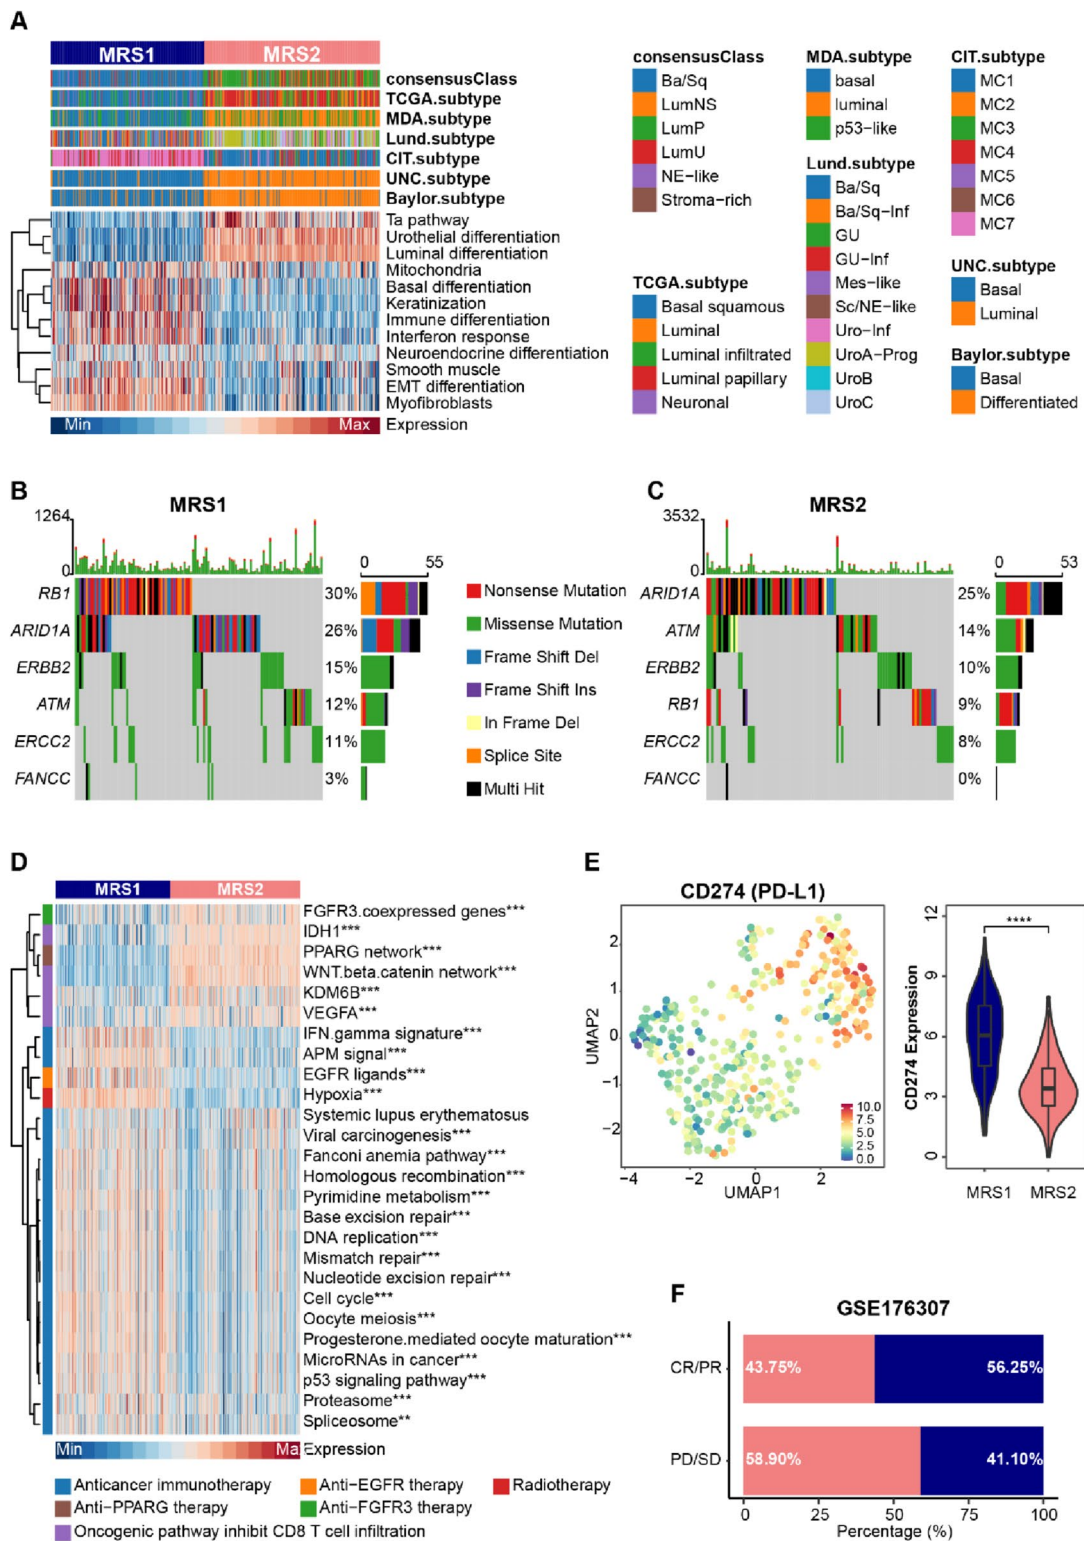 A
MRS1 MRS2
consensusClass
TCGA.subtype
MDA.subtype
Lund.subtype
CIT.subtype
UNC.subtype
Baylor.subtype
Ta pathway
Urothelial differentiation
Luminal differentiation
Mitochondria
Basal differentiation
Keratinization
Immune differentiation
Interferon response
Neuroendocrine differentiation
Smooth muscle
EMT differentiation
Myofibroblasts
Min Max Expression
consensusClass
Ba/Sq
LumNS
LumP
LumU
NE−like
Stroma−rich
TCGA.subtype
Basal squamous
Luminal
Luminal infiltrated
Luminal papillary
Neuronal
MDA.subtype
basal
luminal
p53−like
Lund.subtype
Ba/Sq
Ba/Sq−Inf
GU
GU−Inf
Mes−like
Sc/NE−like
Uro−Inf
UroA−Prog
UroB
UroC
CIT.subtype
MC1
MC2
MC3
MC4
MC5
MC6
MC7
UNC.subtype
Basal
Luminal
Baylor.subtype
Basal
Differentiated
B
MRS1
1264
0
0 55
RB1 30%
ARID1A 26%
ERBB2 15%
ATM 12%
ERCC2 11%
FANCC 3%
Nonsense Mutation
Missense Mutation
Frame Shift Del
Frame Shift Ins
In Frame Del
Splice Site
Multi Hit
C
MRS2
3532
0
0 53
ARID1A 25%
ATM 14%
ERBB2 10%
RB1 9%
ERCC2 8%
FANCC 0%
D
MRS1 MRS2
FGFR3.coexpressed genes***
IDH1***
PPARG network***
WNT.beta.catenin network***
KDM6B***
VEGFA***
IFN.gamma signature***
APM signal***
EGFR ligands***
Hypoxia***
Systemic lupus erythematosus
Viral carcinogenesis***
Fanconi anemia pathway***
Homologous recombination***
Pyrimidine metabolism***
Base excision repair***
DNA replication***
Mismatch repair***
Nucleotide excision repair***
Cell cycle***
Oocyte meiosis***
Progesterone.mediated oocyte maturation***
MicroRNAs in cancer***
p53 signaling pathway***
Proteasome***
Spliceosome**
Min Ma Expression
Anticancer immunotherapy
Anti−EGFR therapy
Radiotherapy
Anti−PPARG therapy
Anti−FGFR3 therapy
Oncogenic pathway inhibit CD8 T cell infiltration
E
CD274 (PD−L1)
UMAP2
2
1
0
−1
−2
−4 −2 0 2
UMAP1
10.0
7.5
5.0
2.5
0.0
CD274 Expression
12
9
6
3
0
****
MRS1 MRS2
F
GSE176307
CR/PR 43.75% 56.25%
PD/SD 58.90% 41.10%
0 25 50 75 100
Percentage (%)